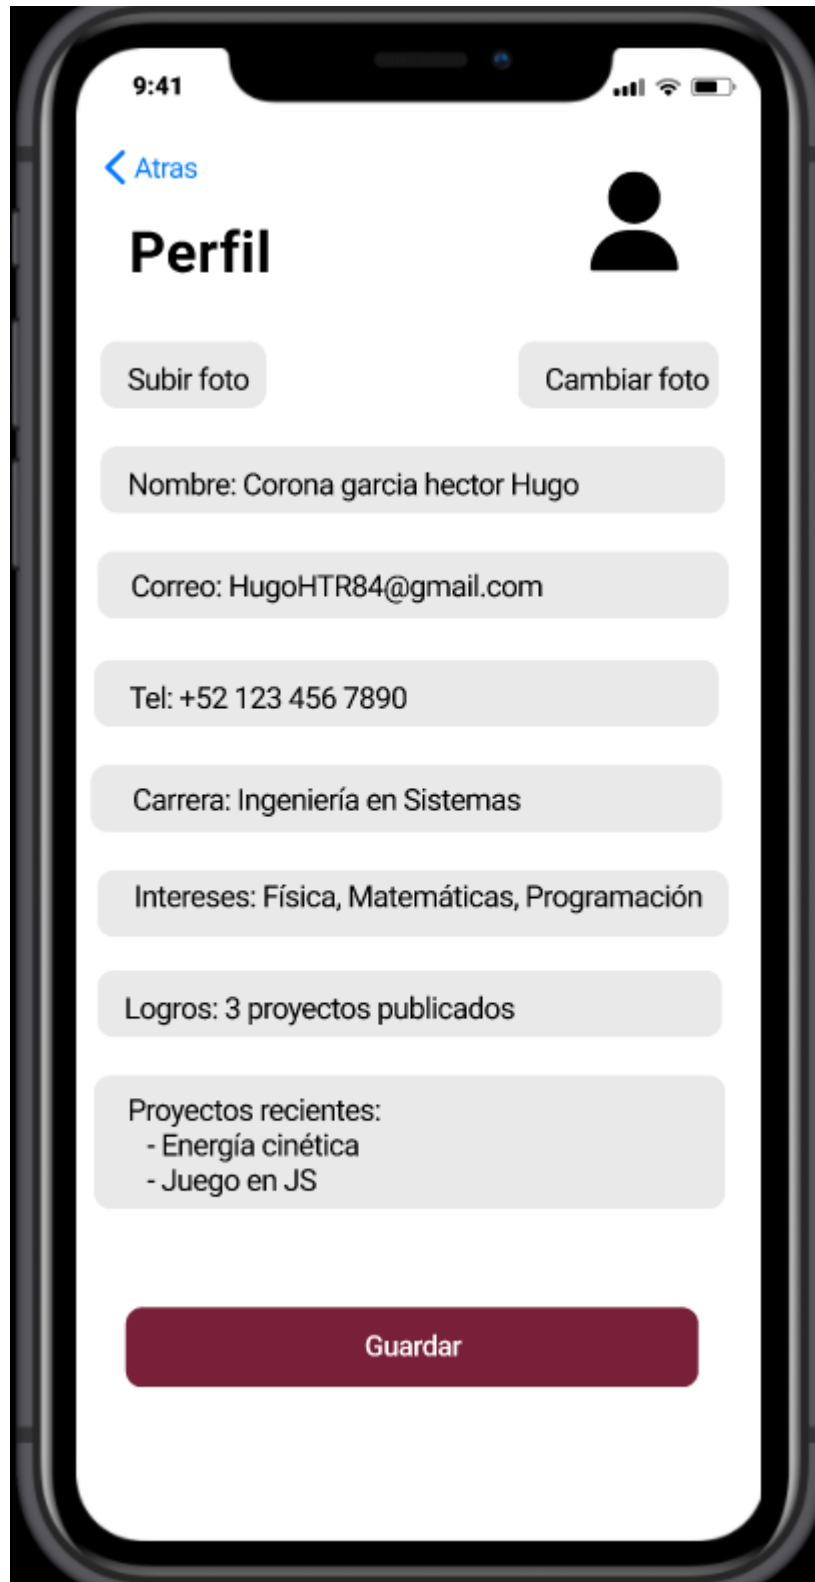 9:41
Atras
Perfil
Subir foto
Cambiar foto
Nombre: Corona garcia hector Hugo
Correo: HugoHTR84@gmail.com
Tel: +52 123 456 7890
Carrera: Ingeniería en Sistemas
Intereses: Física, Matemáticas, Programación
Logros: 3 proyectos publicados
Proyectos recientes:
- Energía cinética
- Juego en JS
Guardar